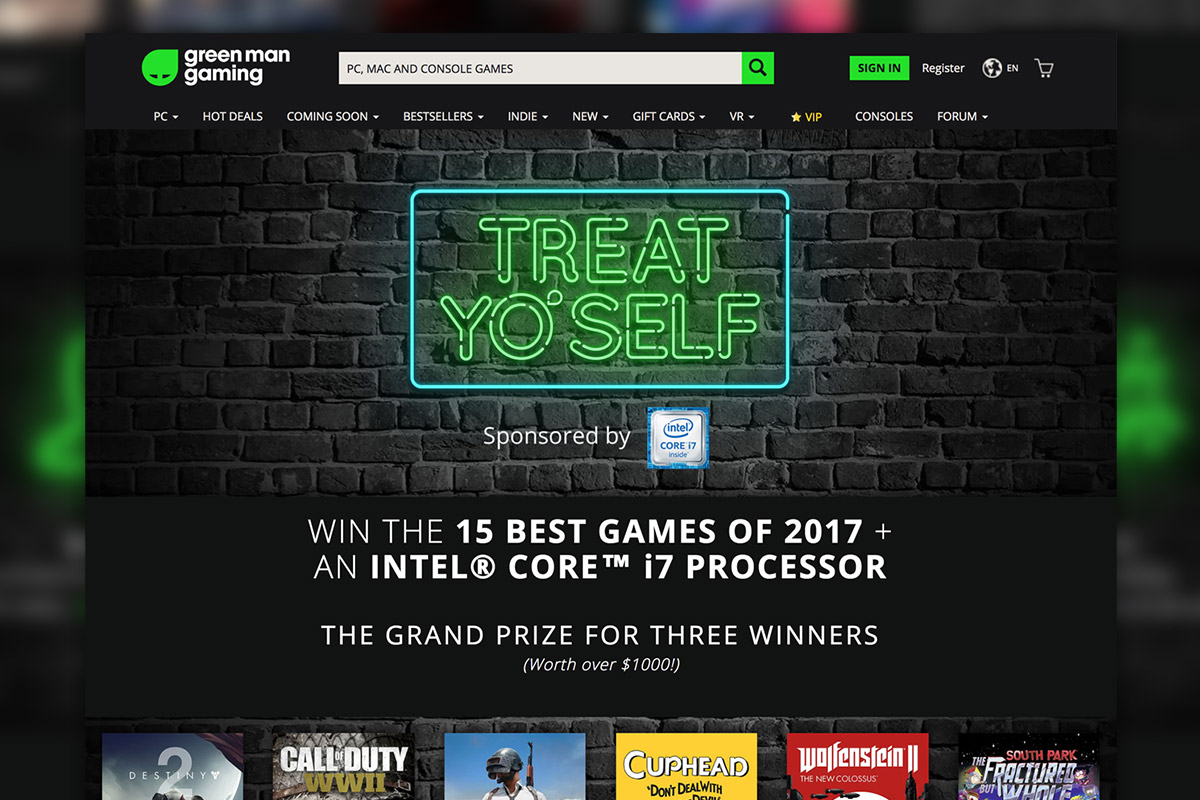 green man
gaming
PC, MAC AND CONSOLE GAMES
SIGN IN
Register
EN
PC
HOT DEALS
COMING SOON
BESTSELLERS
INDIE
NEW
GIFT CARDS
VR
VIP
CONSOLES
FORUM
TREAT
YO'SELF
Sponsored by
intel
CORE i7
inside™
WIN THE 15 BEST GAMES OF 2017 +
AN INTEL® CORE™ i7 PROCESSOR
THE GRAND PRIZE FOR THREE WINNERS
(Worth over $1000!)
DESTINY 2
CALL OF DUTY
WWII
CUPHEAD
"DON'T DEAL WITH
Wolfenstein II
THE NEW COLOSSUS
SOUTH PARK
THE FRACTURED
BUT WHOLE